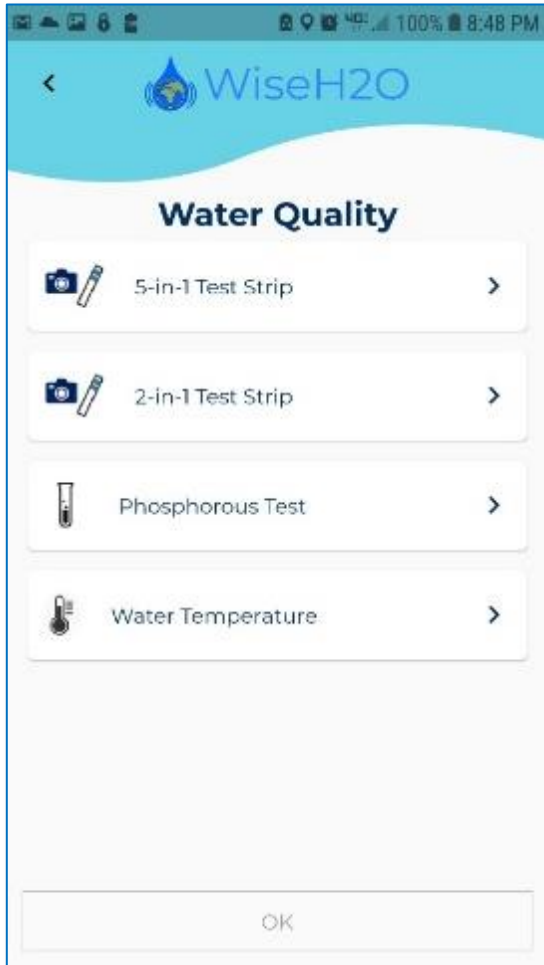 100% 8:48 PM
WiseH2O
Water Quality
5-in-1 Test Strip
2-in-1 Test Strip
Phosphorous Test
Water Temperature
OK